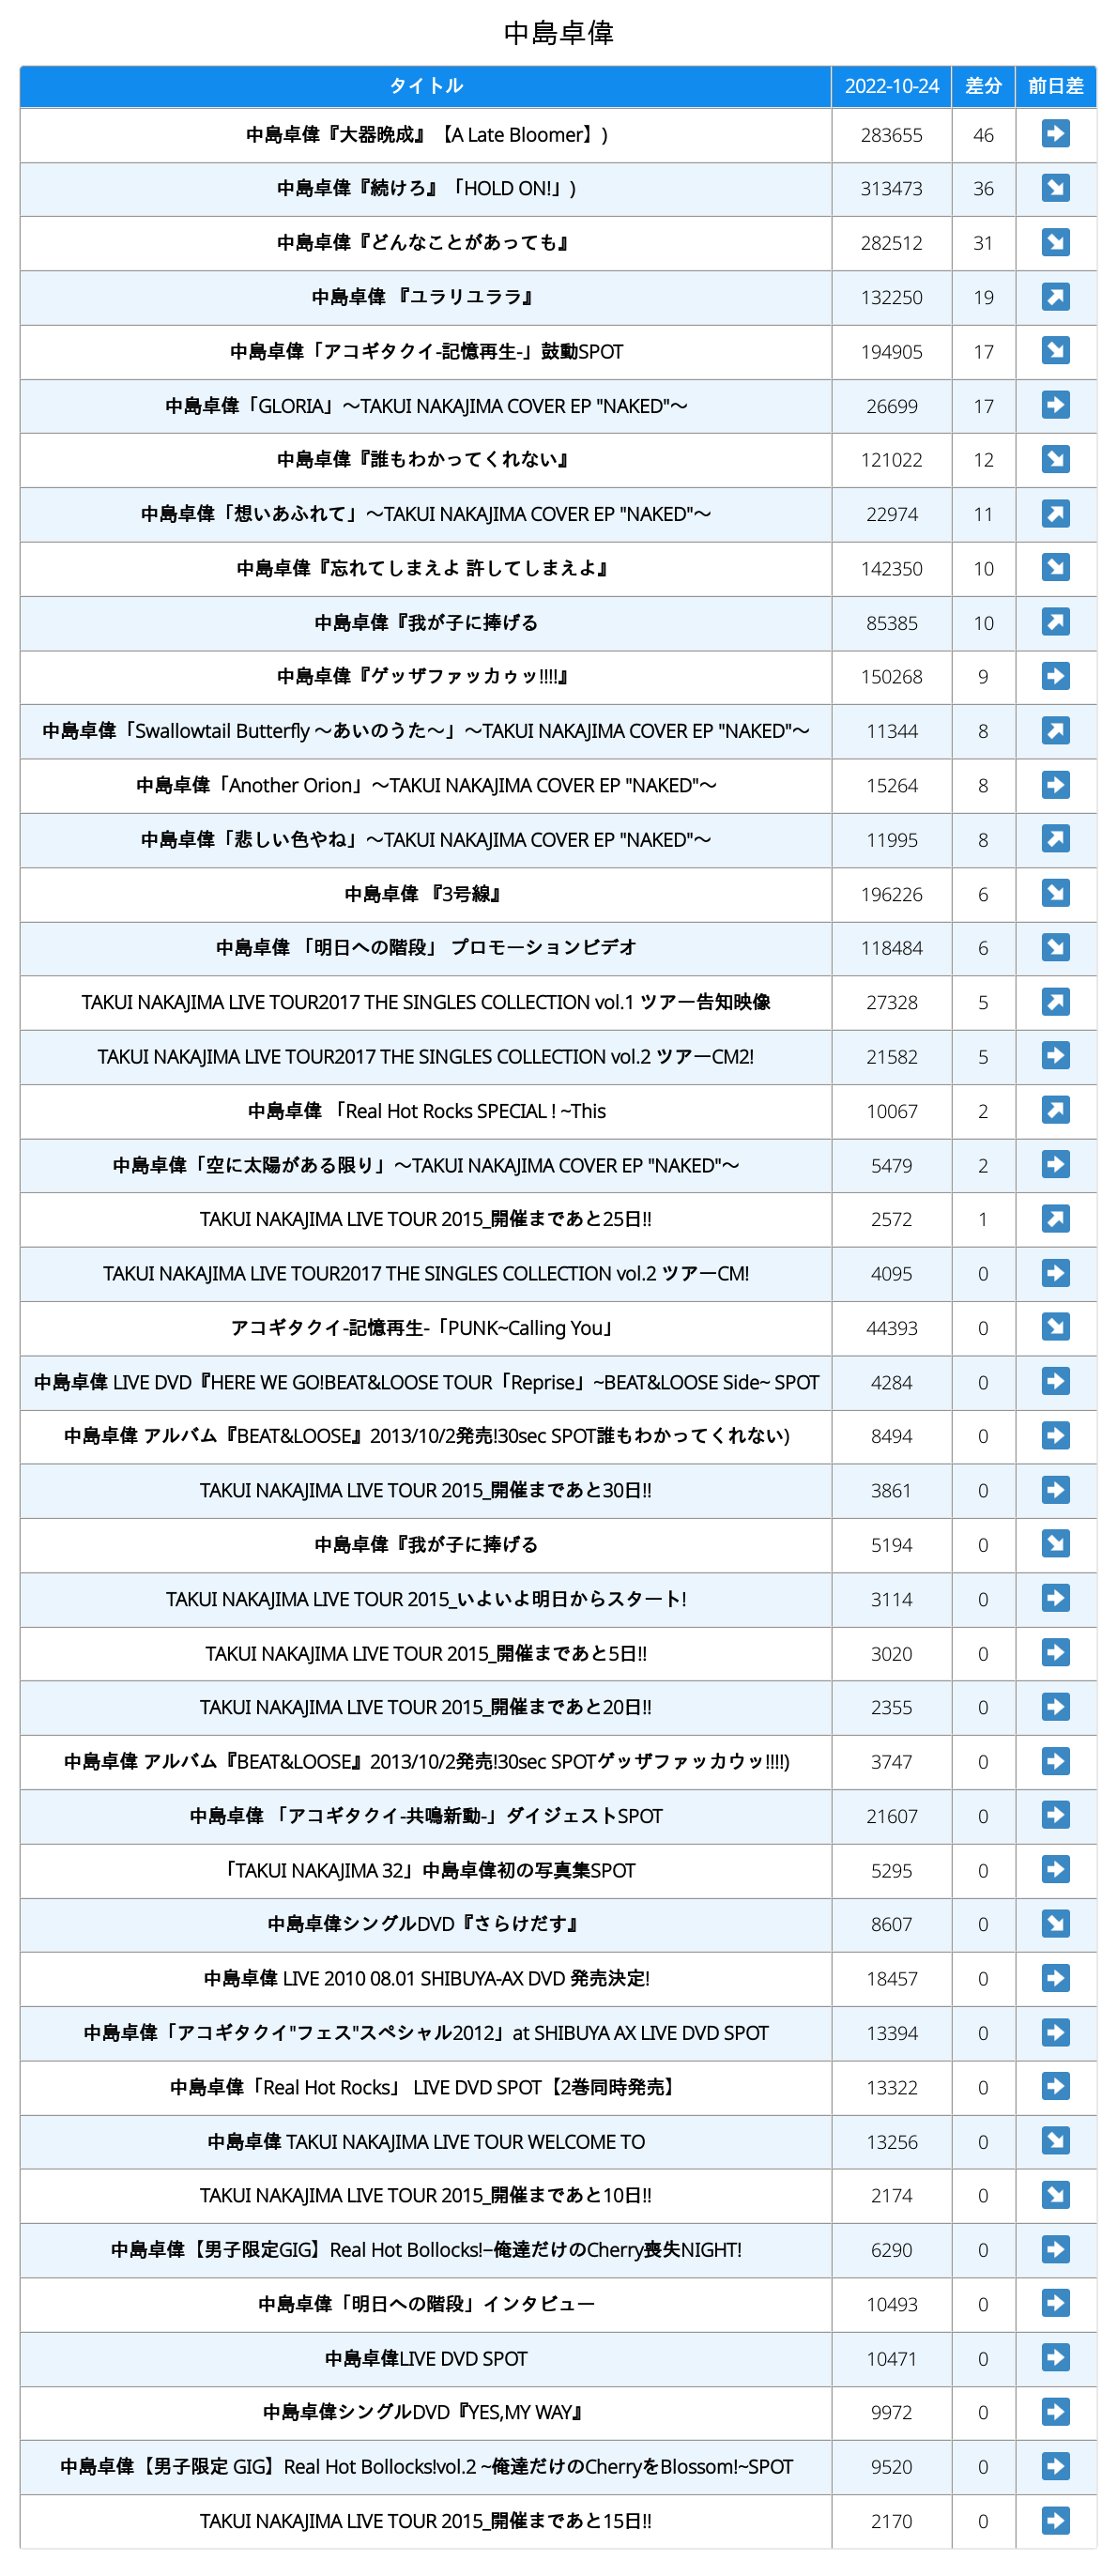 中島卓偉
タイトル 2022-10-24 差分 前日差
中島卓偉『大器晩成』【A Late Bloomer】) 283655 46 ➡
中島卓偉『続けろ』「HOLD ON!」) 313473 36 ↘
中島卓偉『どんなことがあっても』 282512 31 ↘
中島卓偉 『ユラリユララ』 132250 19 ↗
中島卓偉「アコギタクイ-記憶再生-」鼓動SPOT 194905 17 ↘
中島卓偉「GLORIA」〜TAKUI NAKAJIMA COVER EP "NAKED"〜 26699 17 ➡
中島卓偉『誰もわかってくれない』 121022 12 ↘
中島卓偉「想いあふれて」〜TAKUI NAKAJIMA COVER EP "NAKED"〜 22974 11 ↗
中島卓偉『忘れてしまえよ 許してしまえよ』 142350 10 ↘
中島卓偉『我が子に捧げる 85385 10 ↗
中島卓偉『ゲッザファッカゥッ!!!!』 150268 9 ➡
中島卓偉「Swallowtail Butterfly 〜あいのうた〜」〜TAKUI NAKAJIMA COVER EP "NAKED"〜 11344 8 ↗
中島卓偉「Another Orion」〜TAKUI NAKAJIMA COVER EP "NAKED"〜 15264 8 ➡
中島卓偉「悲しい色やね」〜TAKUI NAKAJIMA COVER EP "NAKED"〜 11995 8 ↗
中島卓偉 『3号線』 196226 6 ↘
中島卓偉 「明日への階段」 プロモーションビデオ 118484 6 ↘
TAKUI NAKAJIMA LIVE TOUR2017 THE SINGLES COLLECTION vol.1 ツアー告知映像 27328 5 ↗
TAKUI NAKAJIMA LIVE TOUR2017 THE SINGLES COLLECTION vol.2 ツアーCM2! 21582 5 ➡
中島卓偉 「Real Hot Rocks SPECIAL ! ~This 10067 2 ↗
中島卓偉「空に太陽がある限り」〜TAKUI NAKAJIMA COVER EP "NAKED"〜 5479 2 ➡
TAKUI NAKAJIMA LIVE TOUR 2015_開催まであと25日!! 2572 1 ↗
TAKUI NAKAJIMA LIVE TOUR2017 THE SINGLES COLLECTION vol.2 ツアーCM! 4095 0 ➡
アコギタクイ-記憶再生-「PUNK~Calling You」 44393 0 ↘
中島卓偉 LIVE DVD『HERE WE GO!BEAT&LOOSE TOUR「Reprise」~BEAT&LOOSE Side~ SPOT 4284 0 ➡
中島卓偉 アルバム『BEAT&LOOSE』2013/10/2発売!30sec SPOT誰もわかってくれない) 8494 0 ➡
TAKUI NAKAJIMA LIVE TOUR 2015_開催まであと30日!! 3861 0 ➡
中島卓偉『我が子に捧げる 5194 0 ↘
TAKUI NAKAJIMA LIVE TOUR 2015_いよいよ明日からスタート! 3114 0 ➡
TAKUI NAKAJIMA LIVE TOUR 2015_開催まであと5日!! 3020 0 ➡
TAKUI NAKAJIMA LIVE TOUR 2015_開催まであと20日!! 2355 0 ➡
中島卓偉 アルバム『BEAT&LOOSE』2013/10/2発売!30sec SPOTゲッザファッカウッ!!!!) 3747 0 ➡
中島卓偉 「アコギタクイ-共鳴新動-」ダイジェストSPOT 21607 0 ➡
「TAKUI NAKAJIMA 32」中島卓偉初の写真集SPOT 5295 0 ➡
中島卓偉シングルDVD『さらけだす』 8607 0 ↘
中島卓偉 LIVE 2010 08.01 SHIBUYA-AX DVD 発売決定! 18457 0 ➡
中島卓偉「アコギタクイ"フェス"スペシャル2012」at SHIBUYA AX LIVE DVD SPOT 13394 0 ➡
中島卓偉「Real Hot Rocks」 LIVE DVD SPOT【2巻同時発売】 13322 0 ➡
中島卓偉 TAKUI NAKAJIMA LIVE TOUR WELCOME TO 13256 0 ↘
TAKUI NAKAJIMA LIVE TOUR 2015_開催まであと10日!! 2174 0 ↘
中島卓偉【男子限定GIG】Real Hot Bollocks!−俺達だけのCherry喪失NIGHT! 6290 0 ➡
中島卓偉「明日への階段」インタビュー 10493 0 ➡
中島卓偉LIVE DVD SPOT 10471 0 ➡
中島卓偉シングルDVD『YES,MY WAY』 9972 0 ➡
中島卓偉【男子限定 GIG】Real Hot Bollocks!vol.2 ~俺達だけのCherryをBlossom!~SPOT 9520 0 ➡
TAKUI NAKAJIMA LIVE TOUR 2015_開催まであと15日!! 2170 0 ➡